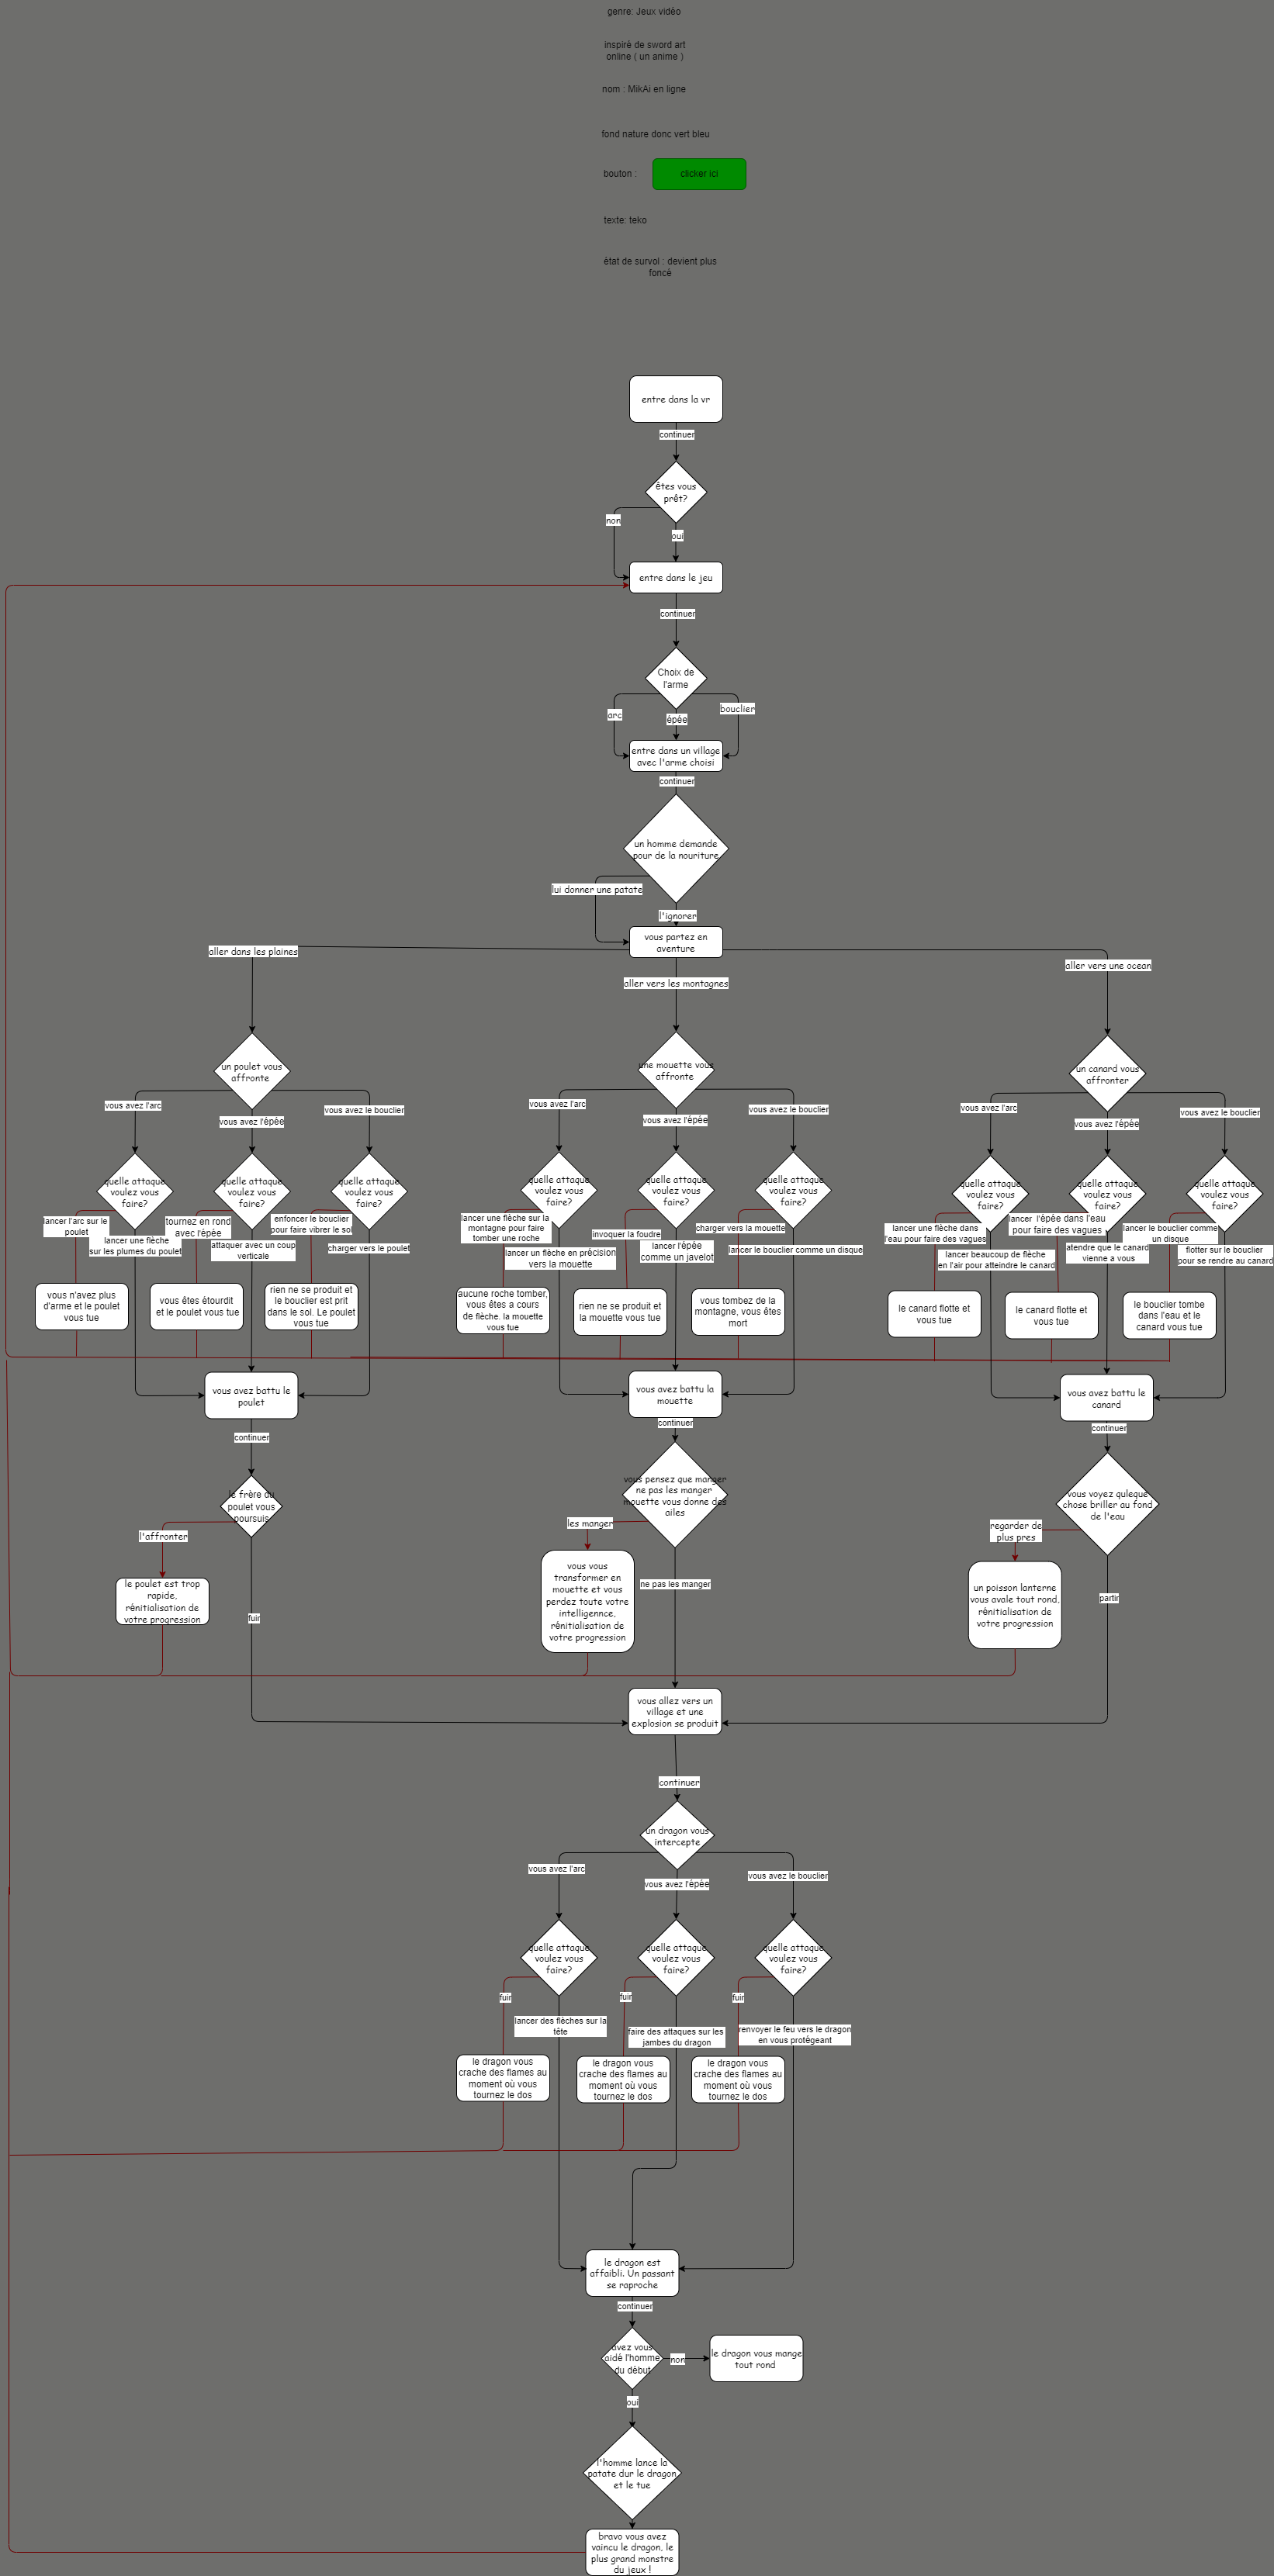 genre: Jeux vidéo
inspiré de sword art
online ( un anime )
nom : MikAi en ligne
fond nature donc vert bleu
bouton :
clicker ici
texte: teko
état de survol : devient plus
foncé
entre dans la vr
continuer
êtes vous
prêt?
non
oui
entre dans le jeu
continuer
Choix de
l'arme
arc
épée
bouclier
entre dans un village
avec l'arme choisi
continuer
un homme demande
pour de la nouriture
lui donner une patate
l'ignorer
vous partez en
aventure
aller dans les plaines
aller vers les montagnes
aller vers une ocean
un poulet vous
affronte
vous avez l'arc
vous avez l'épée
vous avez le bouclier
quelle attaque
voulez vous
faire?
quelle attaque
voulez vous
faire?
quelle attaque
voulez vous
faire?
lancer l'arc sur le
poulet
lancer une flèche
sur les plumes du poulet
tournez en rond
avec l'épée
attaquer avec un coup
verticale
enfoncer le bouclier
pour faire vibrer le sol
charger vers le poulet
vous n'avez plus
d'arme et le poulet
vous tue
vous êtes étourdit
et le poulet vous tue
rien ne se produit et
le bouclier est prit
dans le sol. Le poulet
vous tue
une mouette vous
affronte
vous avez l'arc
vous avez l'épée
vous avez le bouclier
quelle attaque
voulez vous
faire?
quelle attaque
voulez vous
faire?
quelle attaque
voulez vous
faire?
lancer une flèche sur la
montagne pour faire
tomber une roche
lancer un flèche en précision
vers la mouette
invoquer la foudre
lancer l'épée
comme un javelot
charger vers la mouette
lancer le bouclier comme un disque
aucune roche tomber,
vous êtes a cours
de flèche. la mouette
vous tue
rien ne se produit et
la mouette vous tue
vous tombez de la
montagne, vous êtes
mort
un canard vous
affronter
vous avez l'arc
vous avez l'épée
vous avez le bouclier
quelle attaque
voulez vous
faire?
quelle attaque
voulez vous
faire?
quelle attaque
voulez vous
faire?
lancer une flèche dans
l'eau pour faire des vagues
lancer beaucoup de flèche
en l'air pour atteindre le canard
lancer l'épée dans l'eau
pour faire des vagues
atendre que le canard
vienne a vous
lancer le bouclier comme
un disque
flotter sur le bouclier
pour se rendre au canard
le canard flotte et
vous tue
le canard flotte et
vous tue
le bouclier tombe
dans l'eau et le
canard vous tue
vous avez battu le
poulet
vous avez battu la
mouette
vous avez battu le
canard
continuer
continuer
continuer
le frère du
poulet vous
poursuis
l'affronter
fuir
le poulet est trop
rapide,
rénitialisation de
votre progression
vous pensez que manger
ne pas les manger
mouette vous donne des
ailes
les manger
ne pas les manger
vous vous
transformer en
mouette et vous
perdez toute votre
intelligennce,
rénitialisation de
votre progression
vous voyez quleque
chose briller au fond
de l'eau
regarder de
plus pres
partir
un poisson lanterne
vous avale tout rond,
rénitialisation de
votre progression
vous allez vers un
village et une
explosion se produit
continuer
un dragon vous
intercepte
vous avez l'arc
vous avez l'épée
vous avez le bouclier
quelle attaque
voulez vous
faire?
quelle attaque
voulez vous
faire?
quelle attaque
voulez vous
faire?
fuir
fuir
fuir
lancer des flèches sur la
tête
faire des attaques sur les
jambes du dragon
renvoyer le feu vers le dragon
en vous protégeant
le dragon vous
crache des flames au
moment où vous
tournez le dos
le dragon vous
crache des flames au
moment où vous
tournez le dos
le dragon vous
crache des flames au
moment où vous
tournez le dos
le dragon est
affaibli. Un passant
se raproche
continuer
avez vous
aidé l'homme
du début
non
le dragon vous mange
tout rond
oui
l'homme lance la
patate dur le dragon
et le tue
bravo vous avez
vaincu le dragon, le
plus grand monstre
du jeux !